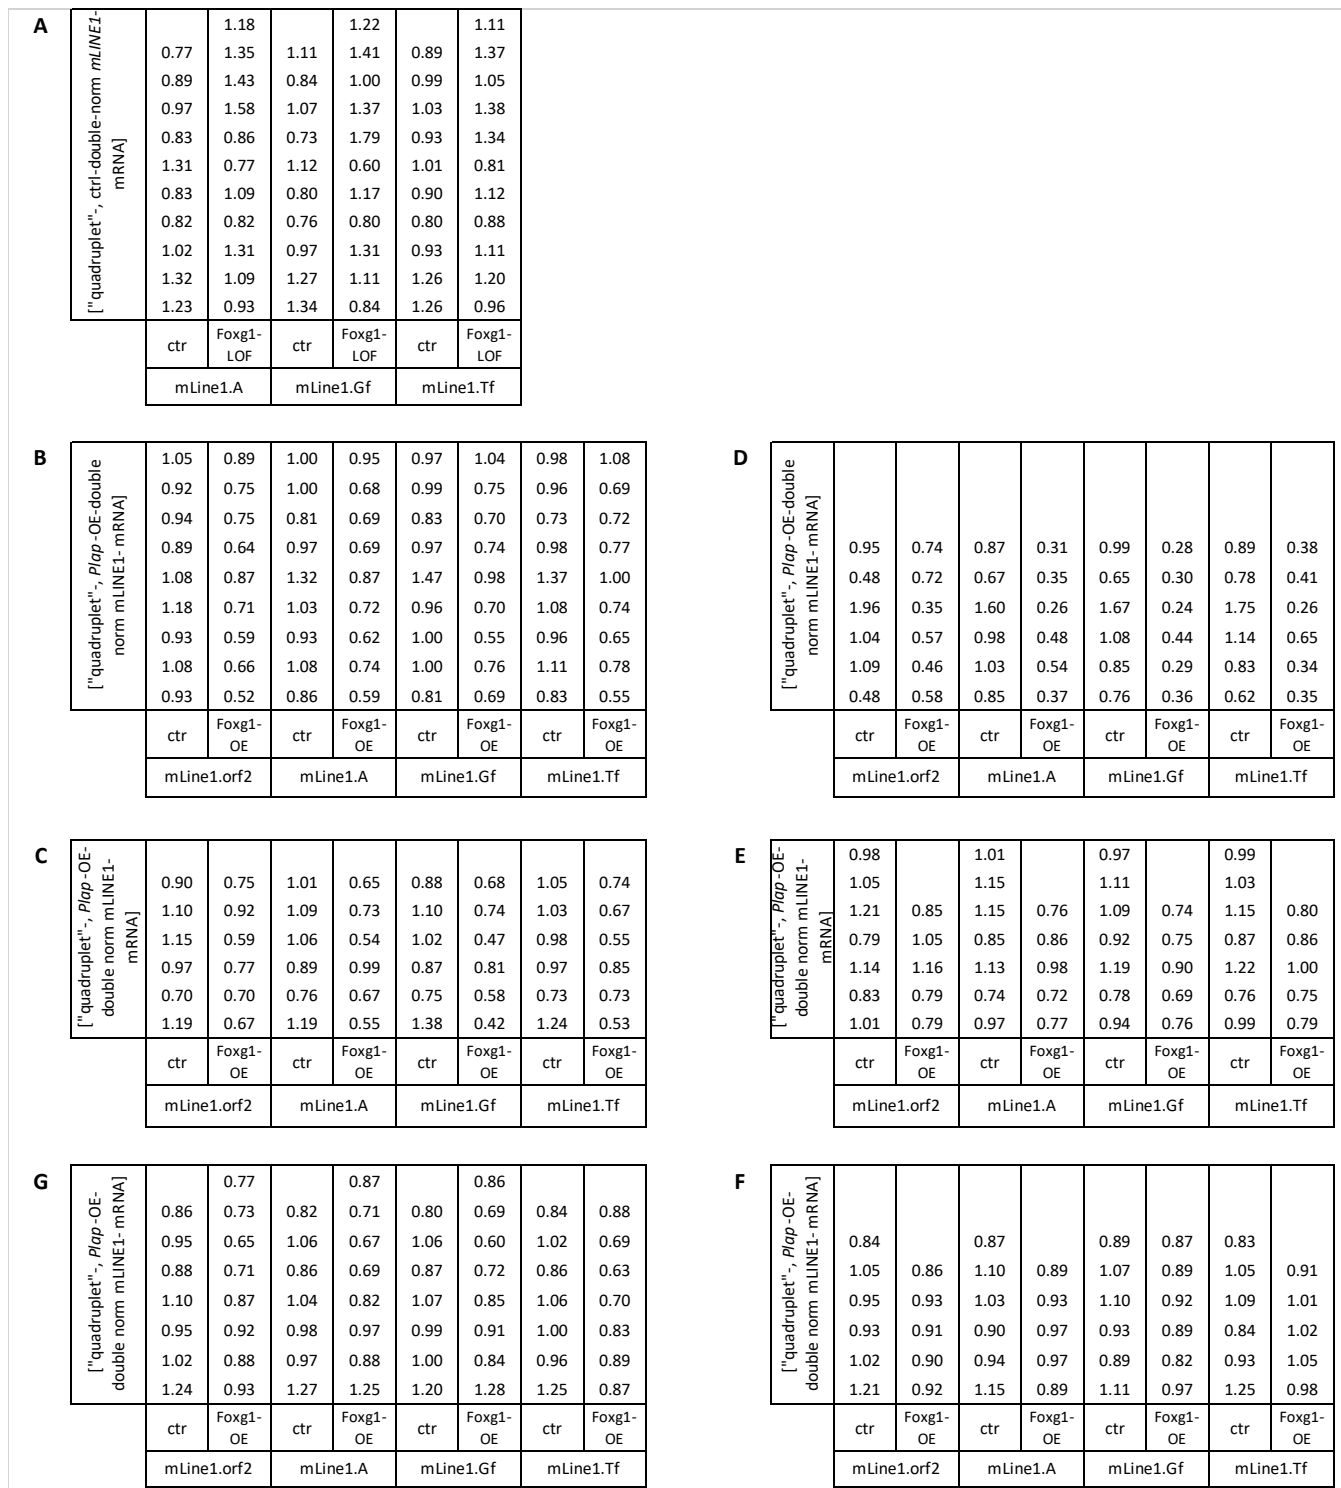 A
["quadruplet"-, ctrl-double-norm mLINE1-
mRNA]
1.18 1.22 1.11
0.77 1.35 1.11 1.41 0.89 1.37
0.89 1.43 0.84 1.00 0.99 1.05
0.97 1.58 1.07 1.37 1.03 1.38
0.83 0.86 0.73 1.79 0.93 1.34
1.31 0.77 1.12 0.60 1.01 0.81
0.83 1.09 0.80 1.17 0.90 1.12
0.82 0.82 0.76 0.80 0.80 0.88
1.02 1.31 0.97 1.31 0.93 1.11
1.32 1.09 1.27 1.11 1.26 1.20
1.23 0.93 1.34 0.84 1.26 0.96
ctr Foxg1- ctr Foxg1- ctr Foxg1-
LOF LOF LOF
mLine1.A mLine1.Gf mLine1.Tf
B
["quadruplet"-, Plap-OE-double
norm mLINE1- mRNA]
1.05 0.89 1.00 0.95 0.97 1.04 0.98 1.08
0.92 0.75 1.00 0.68 0.99 0.75 0.96 0.69
0.94 0.75 0.81 0.69 0.83 0.70 0.73 0.72
0.89 0.64 0.97 0.69 0.97 0.74 0.98 0.77
1.08 0.87 1.32 0.87 1.47 0.98 1.37 1.00
1.18 0.71 1.03 0.72 0.96 0.70 1.08 0.74
0.93 0.59 0.93 0.62 1.00 0.55 0.96 0.65
1.08 0.66 1.08 0.74 1.00 0.76 1.11 0.78
0.93 0.52 0.86 0.59 0.81 0.69 0.83 0.55
ctr Foxg1- ctr Foxg1- ctr Foxg1- ctr Foxg1-
OE OE OE OE
mLine1.orf2 mLine1.A mLine1.Gf mLine1.Tf
D
["quadruplet"-, Plap-OE-double
norm mLINE1- mRNA]
0.95 0.74 0.87 0.31 0.99 0.28 0.89 0.38
0.48 0.72 0.67 0.35 0.65 0.30 0.78 0.41
1.96 0.35 1.60 0.26 1.67 0.24 1.75 0.26
1.04 0.57 0.98 0.48 1.08 0.44 1.14 0.65
1.09 0.46 1.03 0.54 0.85 0.29 0.83 0.34
0.48 0.58 0.85 0.37 0.76 0.36 0.62 0.35
ctr Foxg1- ctr Foxg1- ctr Foxg1- ctr Foxg1-
OE OE OE OE
mLine1.orf2 mLine1.A mLine1.Gf mLine1.Tf
C
["quadruplet"-, Plap-OE-
double norm mLINE1-
mRNA]
0.90 0.75 1.01 0.65 0.88 0.68 1.05 0.74
1.10 0.92 1.09 0.73 1.10 0.74 1.03 0.67
1.15 0.59 1.06 0.54 1.02 0.47 0.98 0.55
0.97 0.77 0.89 0.99 0.87 0.81 0.97 0.85
0.70 0.70 0.76 0.67 0.75 0.58 0.73 0.73
1.19 0.67 1.19 0.55 1.38 0.42 1.24 0.53
ctr Foxg1- ctr Foxg1- ctr Foxg1- ctr Foxg1-
OE OE OE OE
mLine1.orf2 mLine1.A mLine1.Gf mLine1.Tf
E
["quadruplet"-, Plap-OE-
double norm mLINE1-
mRNA]
0.98 1.01 0.97 0.99
1.05 1.15 1.11 1.03
1.21 0.85 1.15 0.76 1.09 0.74 1.15 0.80
0.79 1.05 0.85 0.86 0.92 0.75 0.87 0.86
1.14 1.16 1.13 0.98 1.19 0.90 1.22 1.00
0.83 0.79 0.74 0.72 0.78 0.69 0.76 0.75
1.01 0.79 0.97 0.77 0.94 0.76 0.99 0.79
ctr Foxg1- ctr Foxg1- ctr Foxg1- ctr Foxg1-
OE OE OE OE
mLine1.orf2 mLine1.A mLine1.Gf mLine1.Tf
G
["quadruplet"-, Plap-OE-
double norm mLINE1- mRNA]
0.77 0.87 0.86
0.86 0.73 0.82 0.71 0.80 0.69 0.84 0.88
0.95 0.65 1.06 0.67 1.06 0.60 1.02 0.69
0.88 0.71 0.86 0.69 0.87 0.72 0.86 0.63
1.10 0.87 1.04 0.82 1.07 0.85 1.06 0.70
0.95 0.92 0.98 0.97 0.99 0.91 1.00 0.83
1.02 0.88 0.97 0.88 1.00 0.84 0.96 0.89
1.24 0.93 1.27 1.25 1.20 1.28 1.25 0.87
ctr Foxg1- ctr Foxg1- ctr Foxg1- ctr Foxg1-
OE OE OE OE
mLine1.orf2 mLine1.A mLine1.Gf mLine1.Tf
F
["quadruplet"-, Plap-OE-
double norm mLINE1- mRNA]
0.84 0.87 0.89 0.87 0.83
1.05 0.86 1.10 0.89 1.07 0.89 1.05 0.91
0.95 0.93 1.03 0.93 1.10 0.92 1.09 1.01
0.93 0.91 0.90 0.97 0.93 0.89 0.84 1.02
1.02 0.90 0.94 0.97 0.89 0.82 0.93 1.05
1.21 0.92 1.15 0.89 1.11 0.97 1.25 0.98
ctr Foxg1- ctr Foxg1- ctr Foxg1- ctr Foxg1-
OE OE OE OE
mLine1.orf2 mLine1.A mLine1.Gf mLine1.Tf